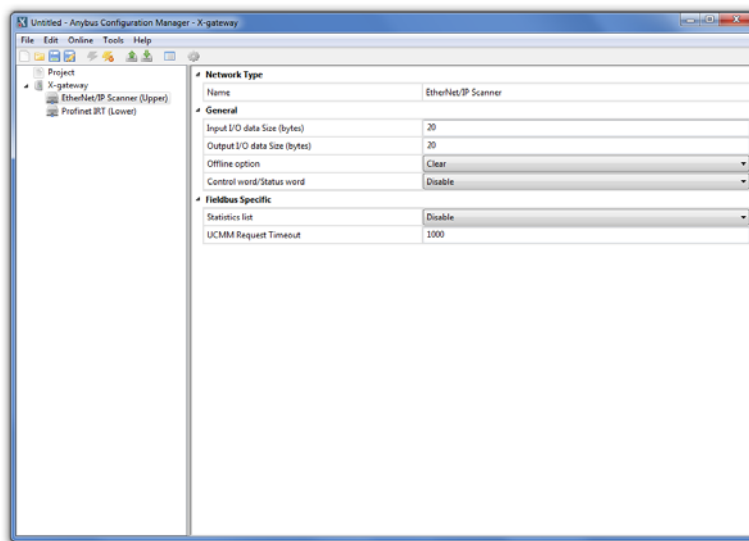 Untitled - Anybus Configuration Manager - X-gateway
File Edit Online Tools Help
Project
X-gateway
EtherNet/IP Scanner (Upper)
Profinet IRT (Lower)
Network Type
Name EtherNet/IP Scanner
General
Input I/O data Size (bytes) 20
Output I/O data Size (bytes) 20
Offline option Clear
Control word/Status word Disable
Fieldbus Specific
Statistics list Disable
UCMM Request Timeout 1000